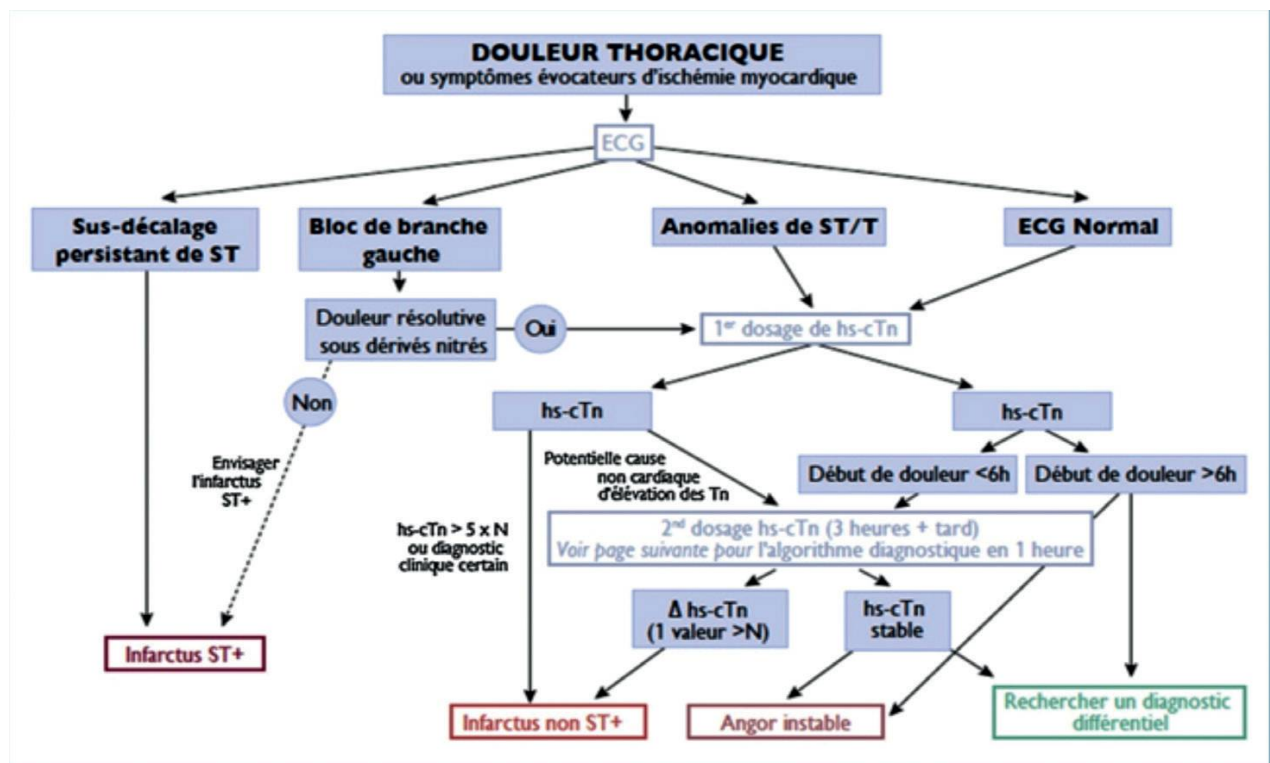 DOULEUR THORACIQUE
ou symptômes évocateurs d'ischémie myocardique
ECG
Sus-décalage
persistant de ST
Bloc de branche
gauche
Anomalies de ST/T
ECG Normal
Douleur résolutive
sous dérivés nitrés
Oui
1er dosage de hs-cTn
Non
hs-cTn
hs-cTn
Envisager
l'infarctus
ST+
Potentielle cause
non cardiaque
d'élévation des Tn
Début de douleur <6h
Début de douleur >6h
hs-cTn > 5 x N
ou diagnostic
clinique certain
2nd dosage hs-cTn (3 heures + tard)
Voir page suivante pour l'algorithme diagnostique en 1 heure
Δ hs-cTn
(1 valeur >N)
hs-cTn
stable
Infarctus ST+
Infarctus non ST+
Angor instable
Rechercher un diagnostic
différentiel